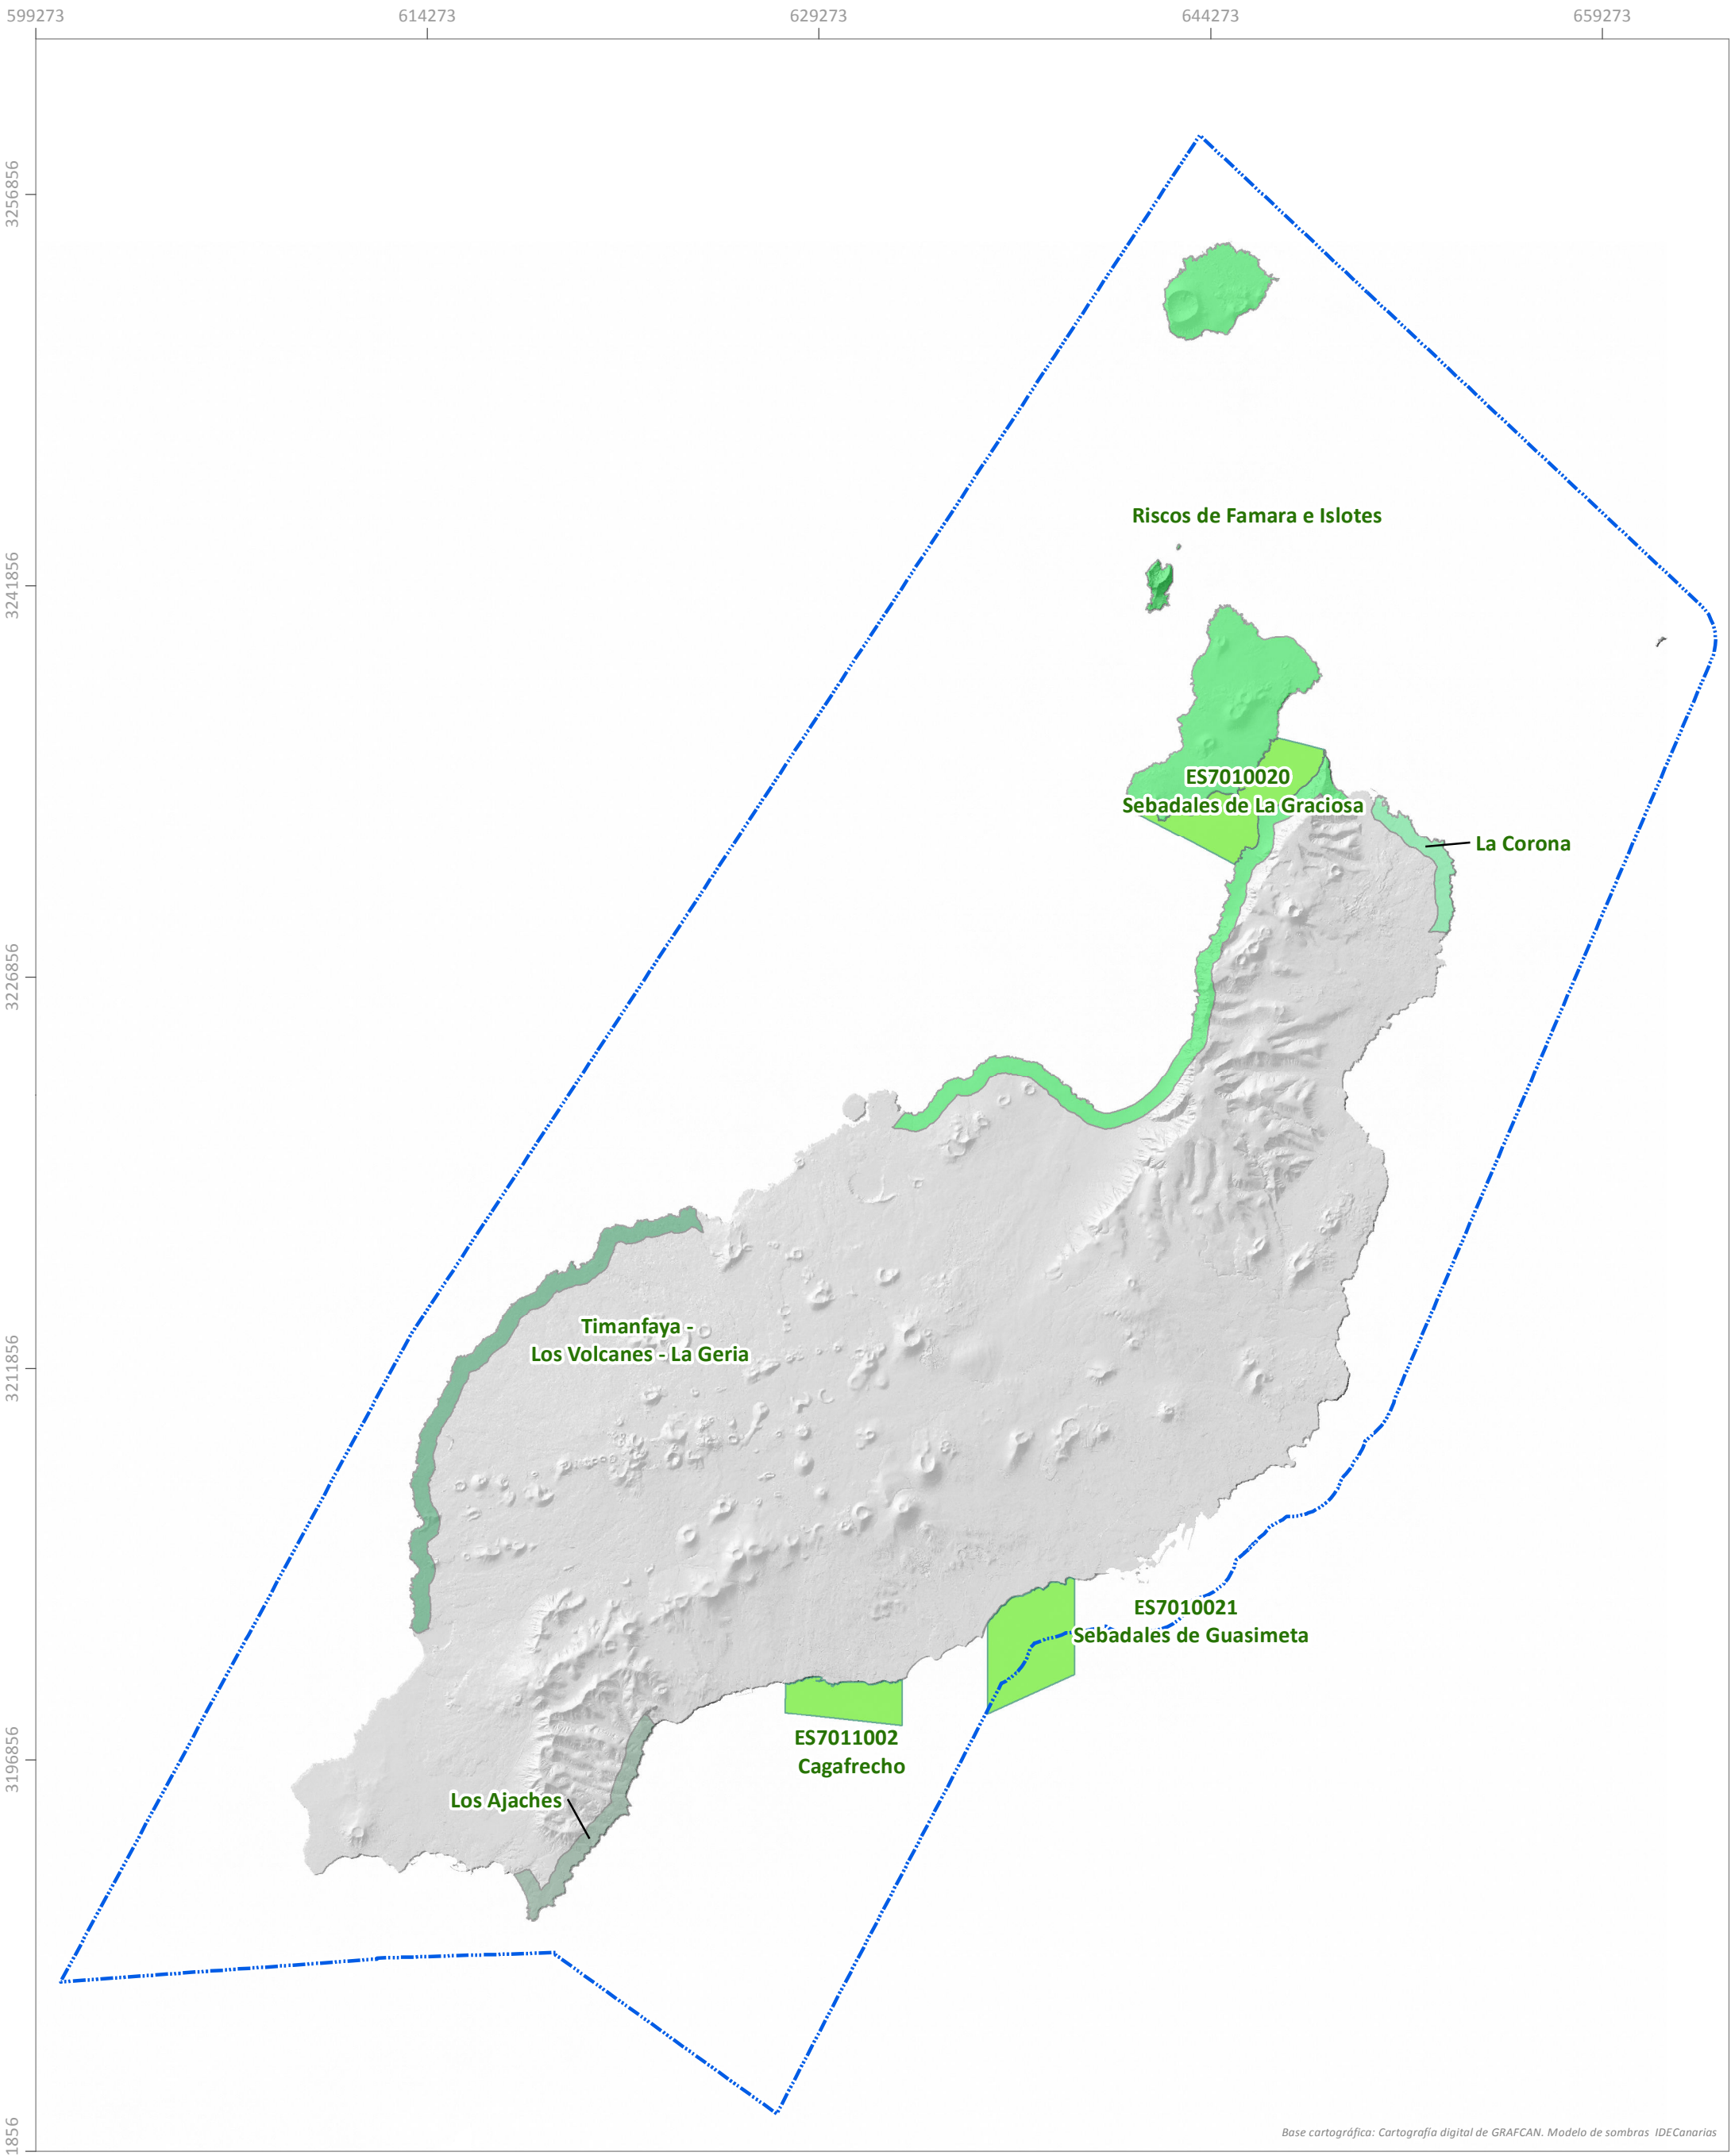 599273
614273
629273
644273
659273
3256856
3241856
3226856
3211856
3196856
1856
Riscos de Famara e Islotes
ES7010020
Sebadales de La Graciosa
La Corona
Timanfaya -
Los Volcanes - La Geria
ES7010021
Sebadales de Guasimeta
ES7011002
Cagafrecho
Los Ajaches
Base cartográfica: Cartografía digital de GRAFCAN. Modelo de sombras IDECanarias